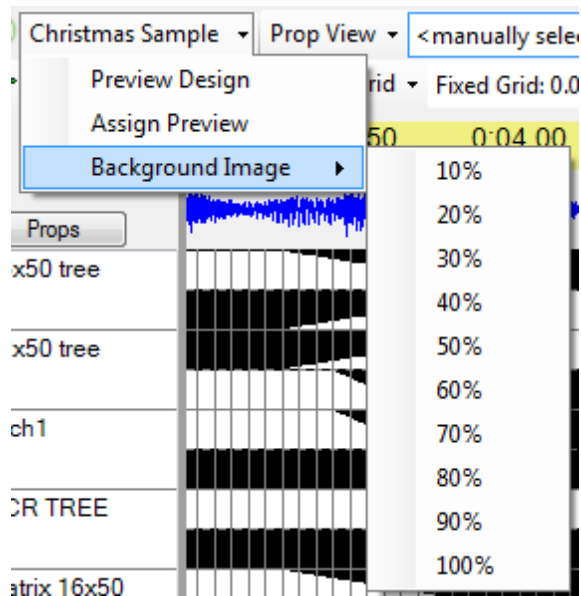 Christmas Sample Prop View <manually sele
Preview Design
rid Fixed Grid: 0.0
Assign Preview
50 0:04.00
Background Image
10%
20%
Props
30%
x50 tree
40%
50%
x50 tree
60%
70%
ch1
80%
CR TREE
90%
100%
atrix 16x50